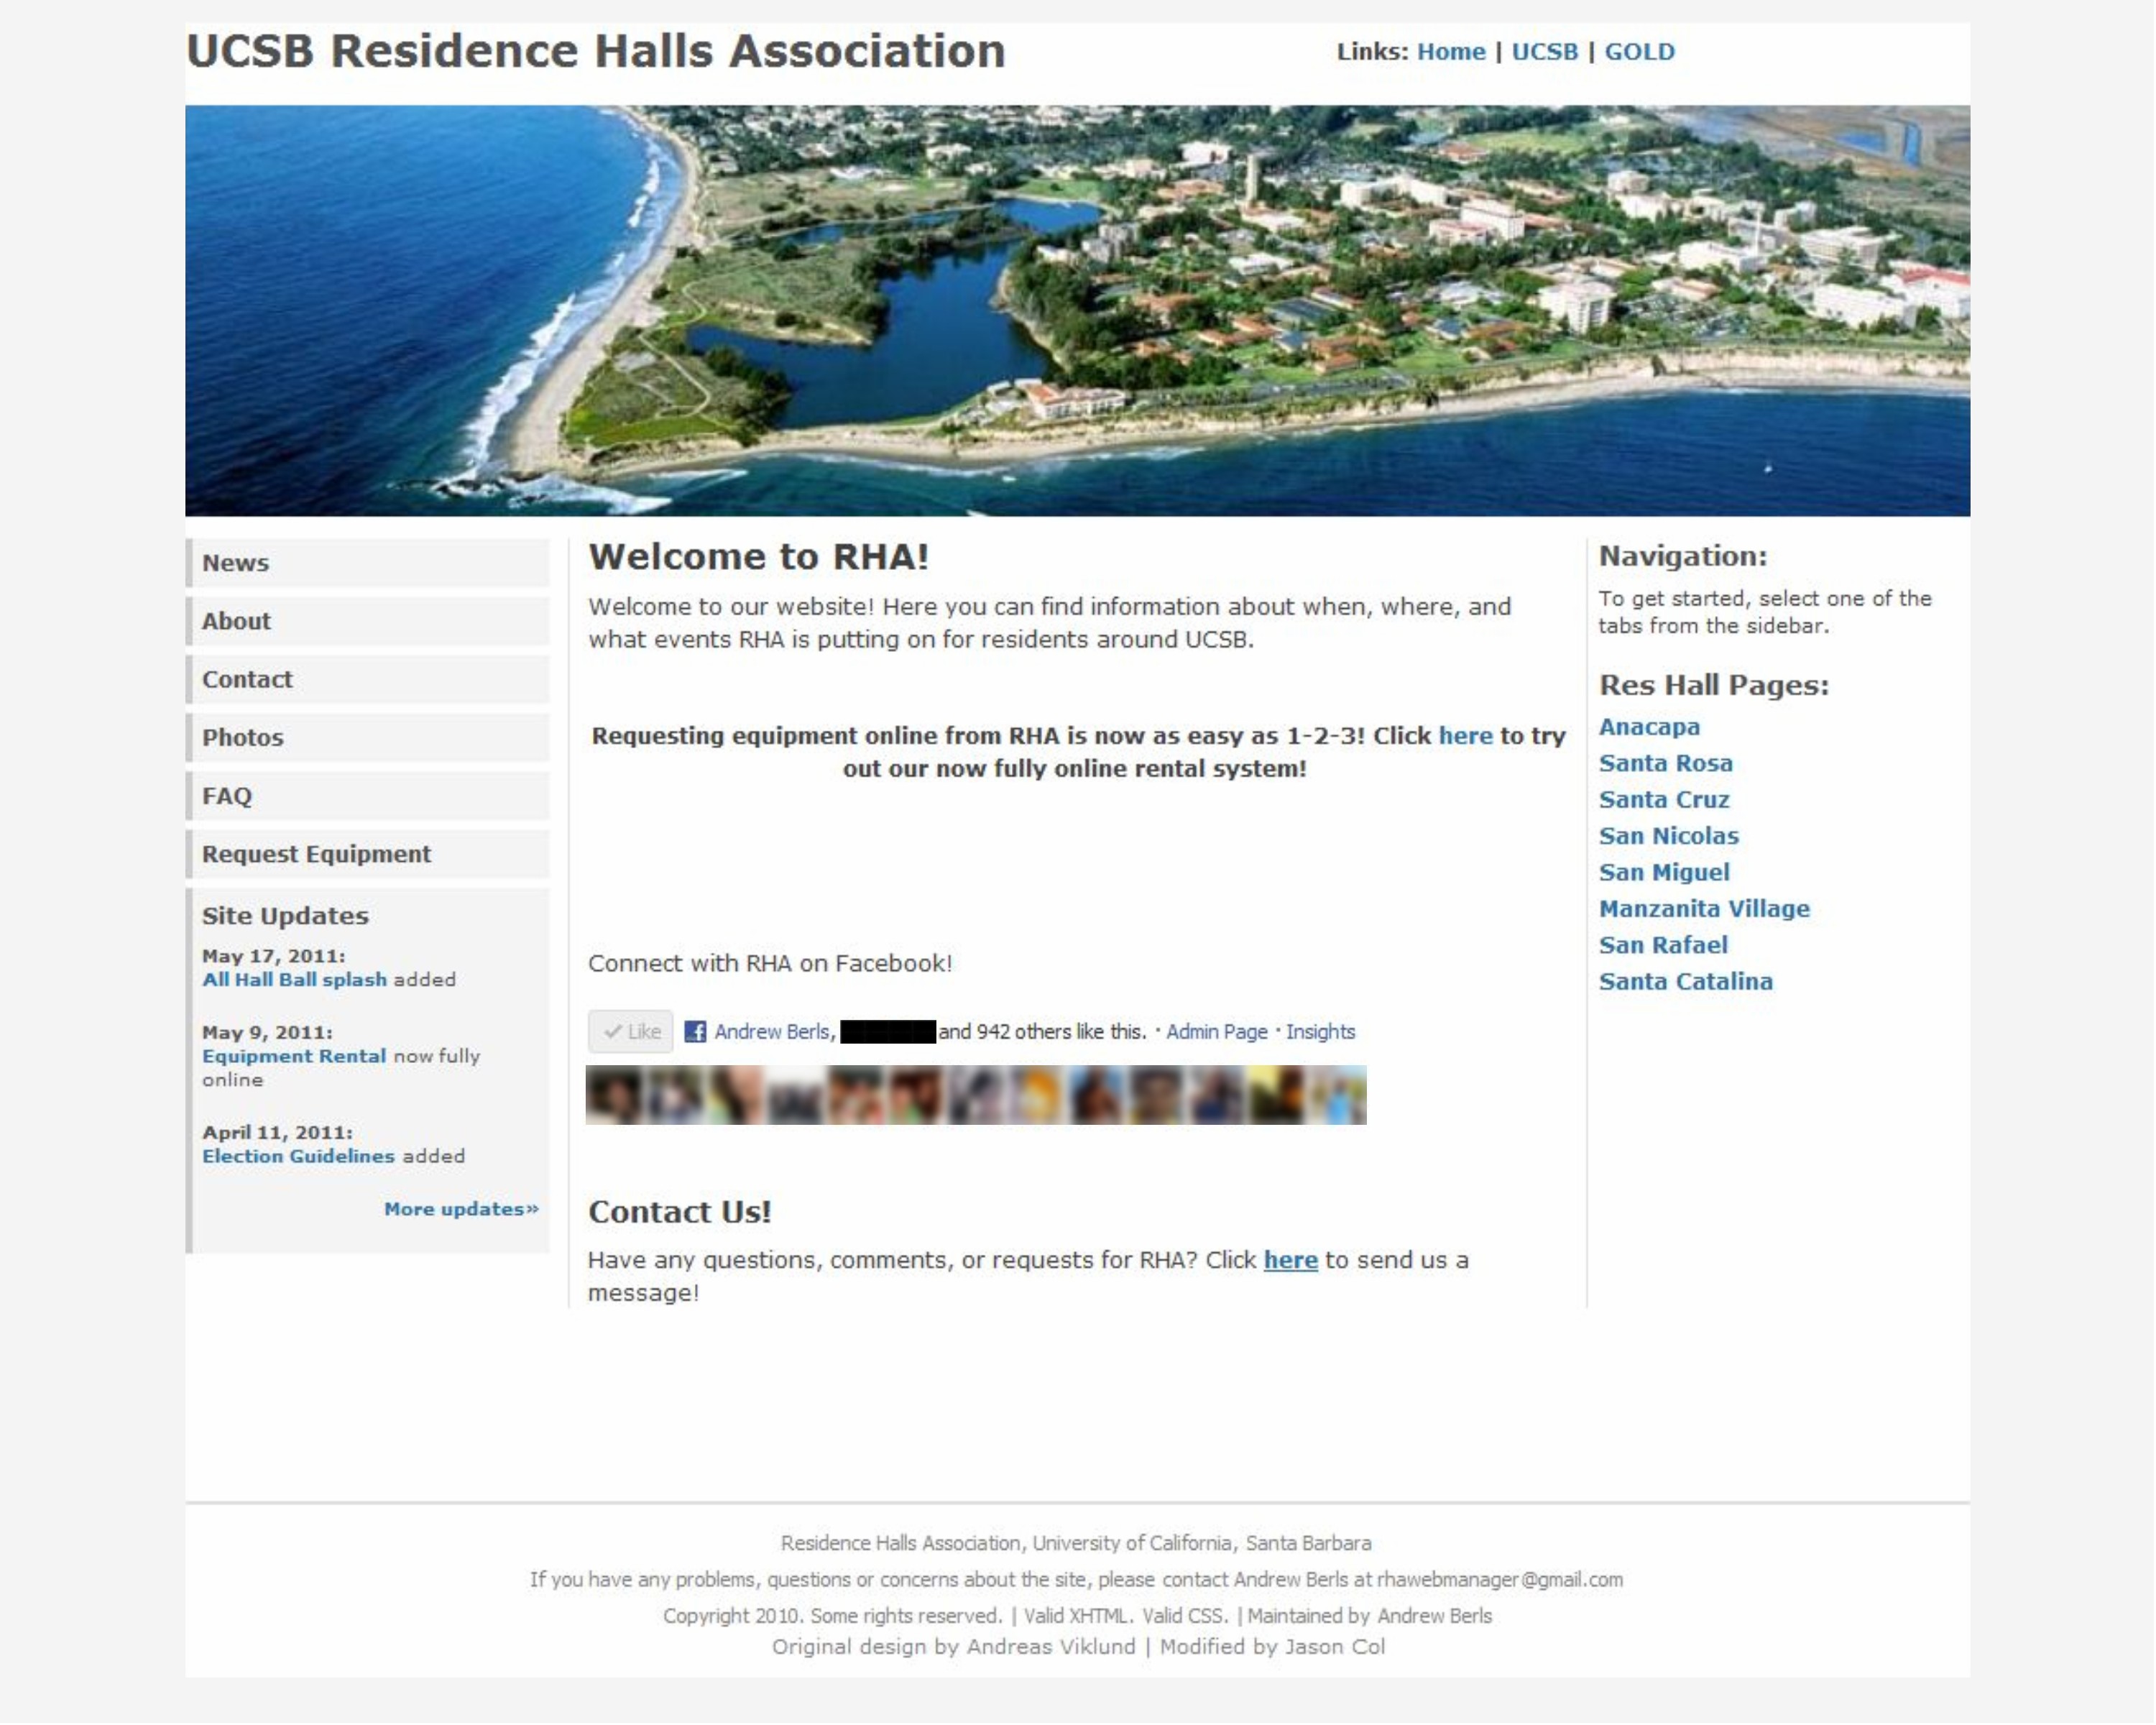 UCSB Residence Halls Association
Links: Home | UCSB | GOLD
News
About
Contact
Photos
FAQ
Request Equipment
Site Updates
May 17, 2011:
All Hall Ball splash added
May 9, 2011:
Equipment Rental now fully
online
April 11, 2011:
Election Guidelines added
More updates»
Welcome to RHA!
Welcome to our website! Here you can find information about when, where, and
what events RHA is putting on for residents around UCSB.
Requesting equipment online from RHA is now as easy as 1-2-3! Click here to try
out our now fully online rental system!
Connect with RHA on Facebook!
Like
Andrew Berls, and 942 others like this. · Admin Page · Insights
Contact Us!
Have any questions, comments, or requests for RHA? Click here to send us a
message!
Navigation:
To get started, select one of the
tabs from the sidebar.
Res Hall Pages:
Anacapa
Santa Rosa
Santa Cruz
San Nicolas
San Miguel
Manzanita Village
San Rafael
Santa Catalina
Residence Halls Association, University of California, Santa Barbara
If you have any problems, questions or concerns about the site, please contact Andrew Berls at rhawebmanager@gmail.com
Copyright 2010. Some rights reserved. | Valid XHTML. Valid CSS. | Maintained by Andrew Berls
Original design by Andreas Viklund | Modified by Jason Col